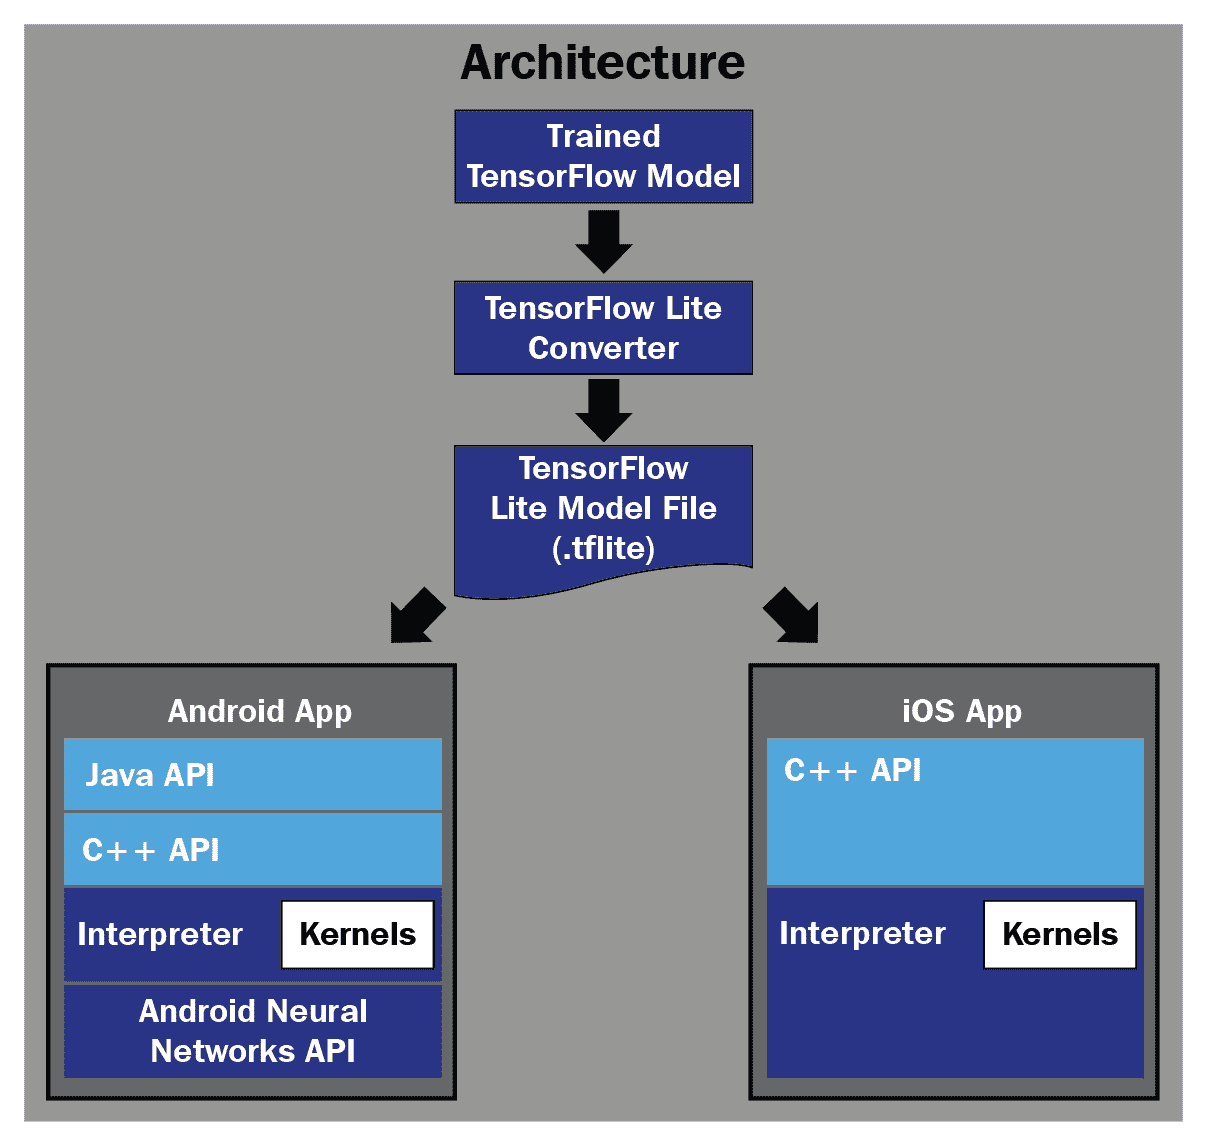 Architecture
Trained
TensorFlow Model
TensorFlow Lite
Converter
TensorFlow
Lite Model File
(.tflite)
Android App
Java API
C++ API
Interpreter
Kernels
Android Neural
Networks API
iOS App
C++ API
Interpreter
Kernels